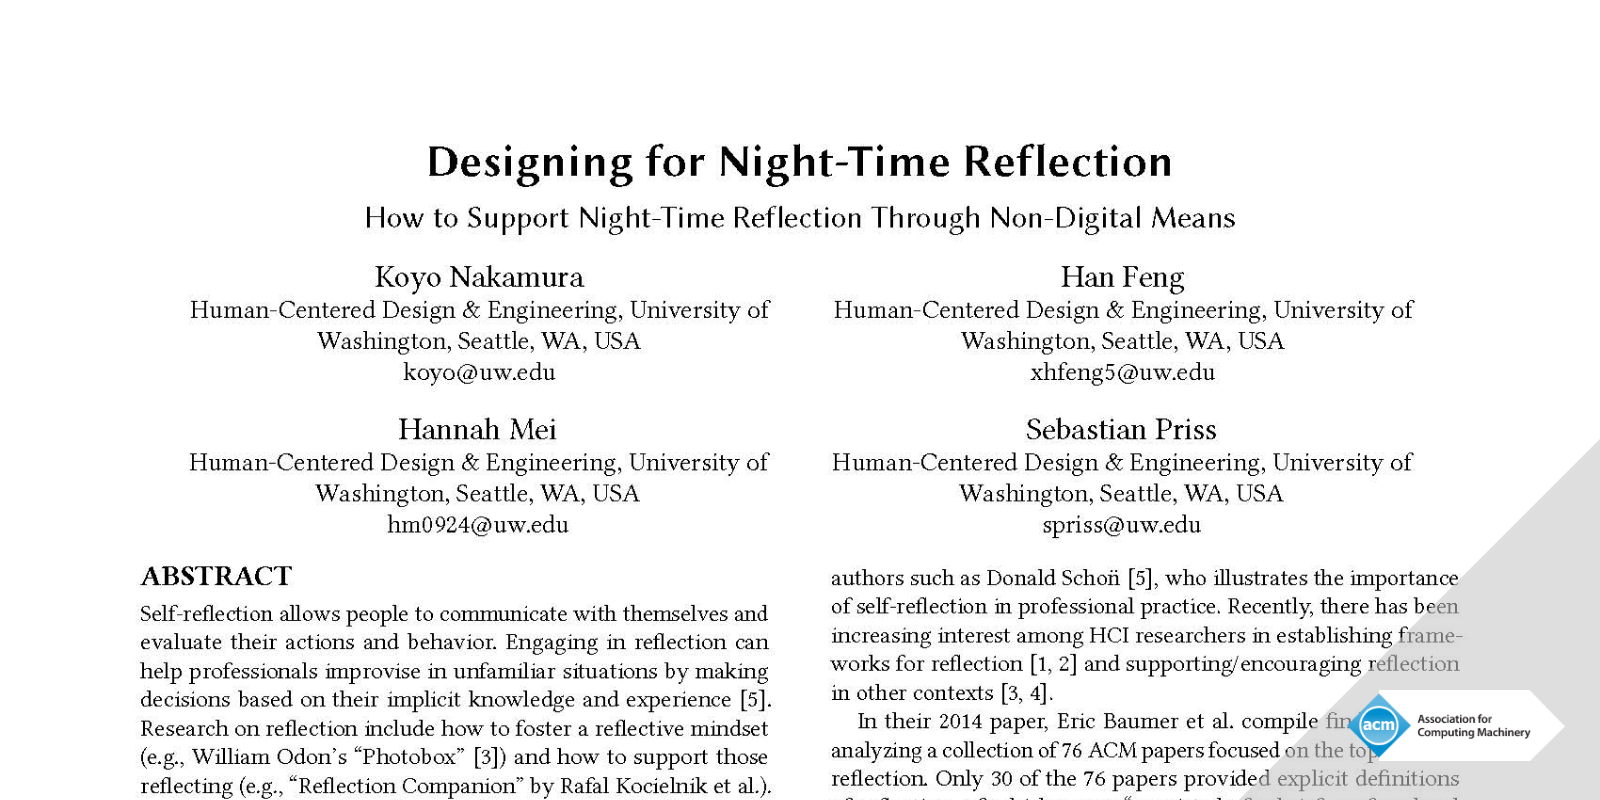 Designing for Night-Time Reflection
How to Support Night-Time Reflection Through Non-Digital Means
Koyo Nakamura
Human-Centered Design & Engineering, University of
Washington, Seattle, WA, USA
koyo@uw.edu
Han Feng
Human-Centered Design & Engineering, University of
Washington, Seattle, WA, USA
xhfeng5@uw.edu
Hannah Mei
Human-Centered Design & Engineering, University of
Washington, Seattle, WA, USA
hm0924@uw.edu
Sebastian Priss
Human-Centered Design & Engineering, University of
Washington, Seattle, WA, USA
spriss@uw.edu
ABSTRACT
Self-reflection allows people to communicate with themselves and
evaluate their actions and behavior. Engaging in reflection can
help professionals improvise in unfamiliar situations by making
decisions based on their implicit knowledge and experience [5].
Research on reflection include how to foster a reflective mindset
(e.g., William Odon's “Photobox” [3]) and how to support those
reflecting (e.g., “Reflection Companion” by Rafal Kocielnik et al.).
authors such as Donald Schoñ [5], who illustrates the importance
of self-reflection in professional practice. Recently, there has been
increasing interest among HCI researchers in establishing frame-
works for reflection [1, 2] and supporting/encouraging reflection
in other contexts [3, 4].
In their 2014 paper, Eric Baumer et al. compile
analyzing a collection of 76 ACM papers focused on the
reflection. Only 30 of the 76 papers provided explicit definitions
acm
Association for
Computing Machinery